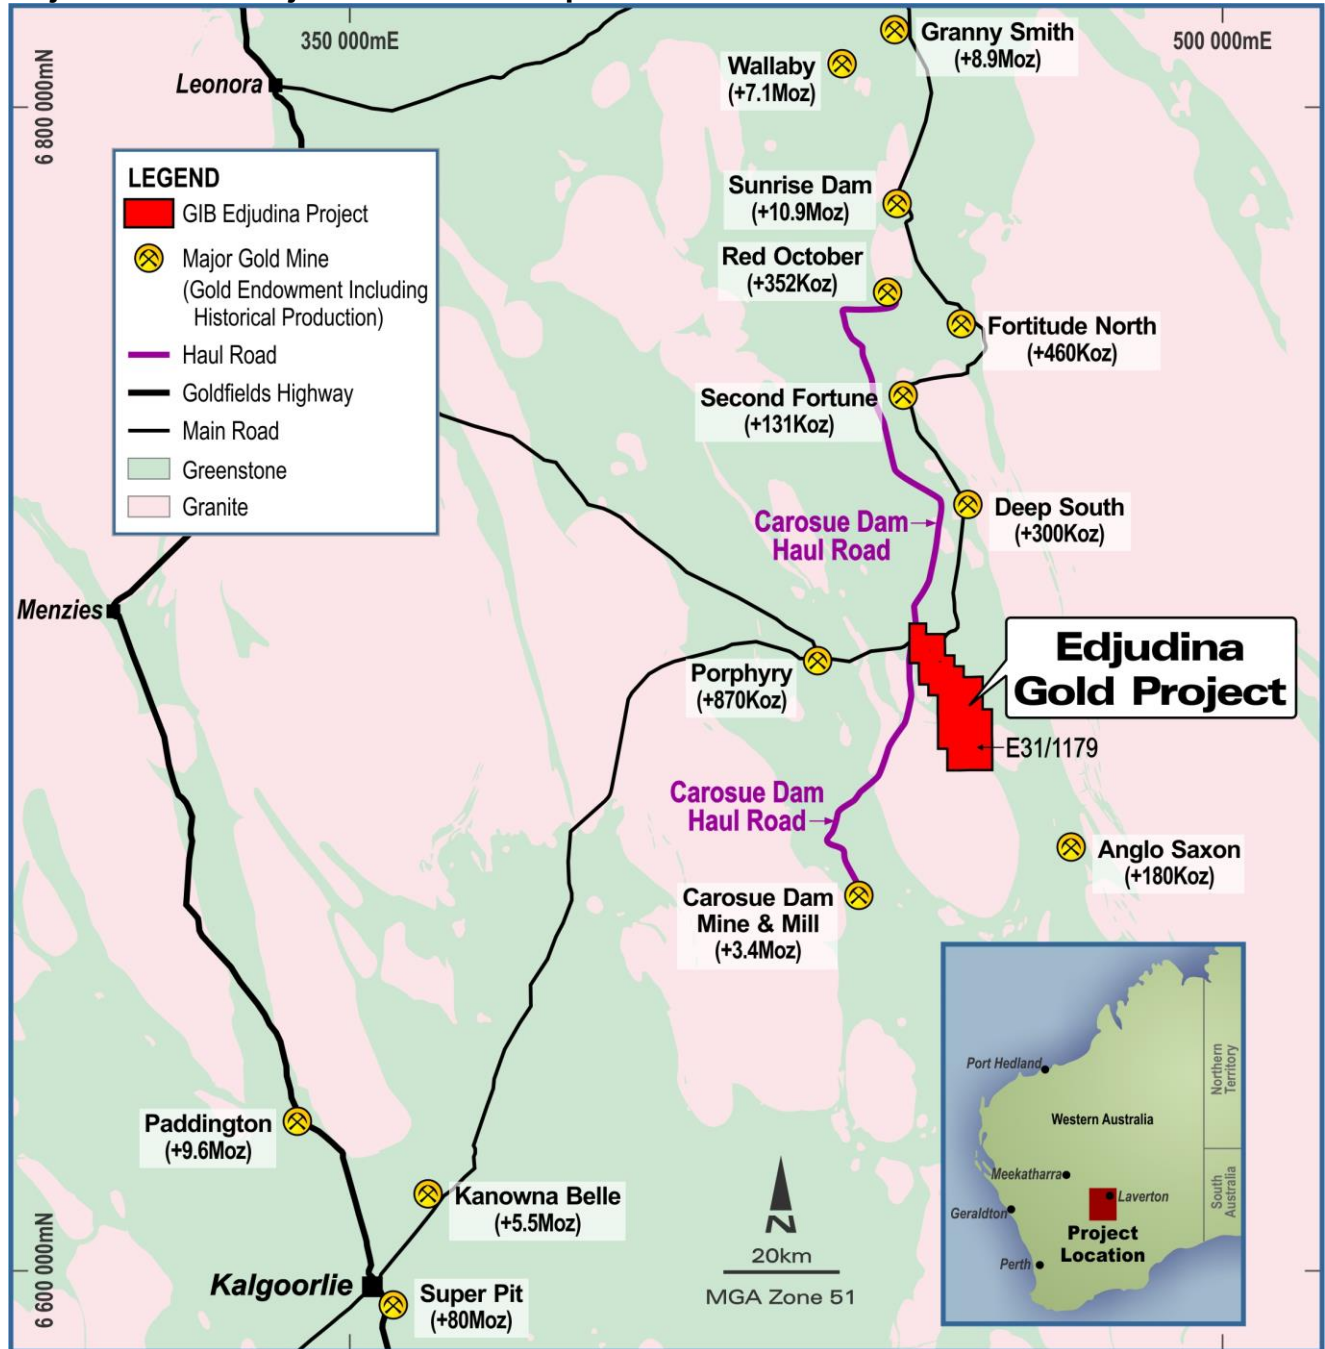 350 000mE
500 000mE
6 800 000mN
6 600 000mN
Leonora
Granny Smith
(+8.9Moz)
Wallaby
(+7.1Moz)
LEGEND
GIB Edjudina Project
Major Gold Mine
(Gold Endowment Including
Historical Production)
Haul Road
Goldfields Highway
Main Road
Greenstone
Granite
Sunrise Dam
(+10.9Moz)
Red October
(+352Koz)
Fortitude North
(+460Koz)
Second Fortune
(+131Koz)
Carosue Dam
Haul Road
Deep South
(+300Koz)
Menzies
Porphyry
(+870Koz)
Edjudina
Gold Project
E31/1179
Carosue Dam
Haul Road
Anglo Saxon
(+180Koz)
Carosue Dam
Mine & Mill
(+3.4Moz)
Paddington
(+9.6Moz)
Kanowna Belle
(+5.5Moz)
Kalgoorlie
Super Pit
(+80Moz)
N
20km
MGA Zone 51
Port Hedland
Northern
Territory
Western Australia
Meekatharra
Laverton
South
Australia
Geraldton
Project
Location
Perth